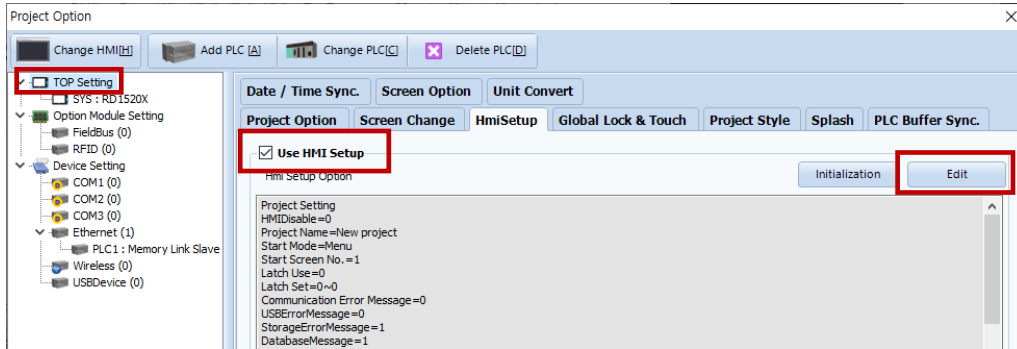 Project Option
Change HMI[H] Add PLC [A] Change PLC[C] Delete PLC[D]
TOP Setting
SYS : RD1520X
Option Module Setting
FieldBus (0)
RFID (0)
Device Setting
COM1 (0)
COM2 (0)
COM3 (0)
Ethernet (1)
PLC1 : Memory Link Slave
Wireless (0)
USBDevice (0)
Date / Time Sync. Screen Option Unit Convert
Project Option Screen Change HmiSetup Global Lock & Touch Project Style Splash PLC Buffer Sync.
Use HMI Setup
Hmi Setup Option Initialization Edit
Project Setting
HMIDisable=0
Project Name=New project
Start Mode=Menu
Start Screen No.=1
Latch Use=0
Latch Set=0~0
Communication Error Message=0
USBErrorMessage=0
StorageErrorMessage=1
DatabaseMessage=1